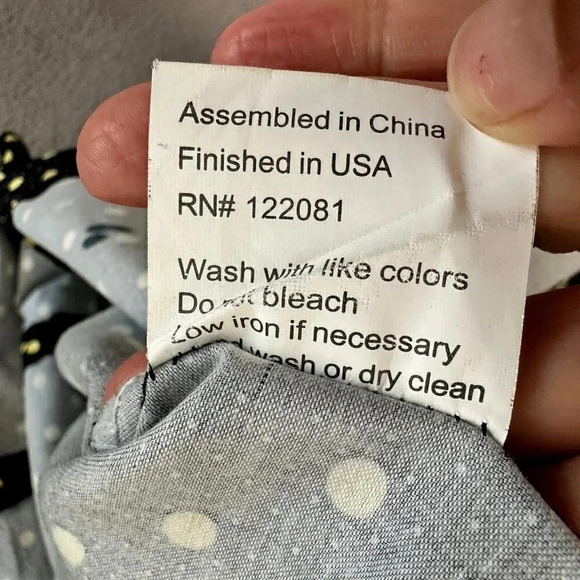 Assembled in China
Finished in USA
RN# 122081
Wash with like colors
Do not bleach
Low iron if necessary
wash or dry clean